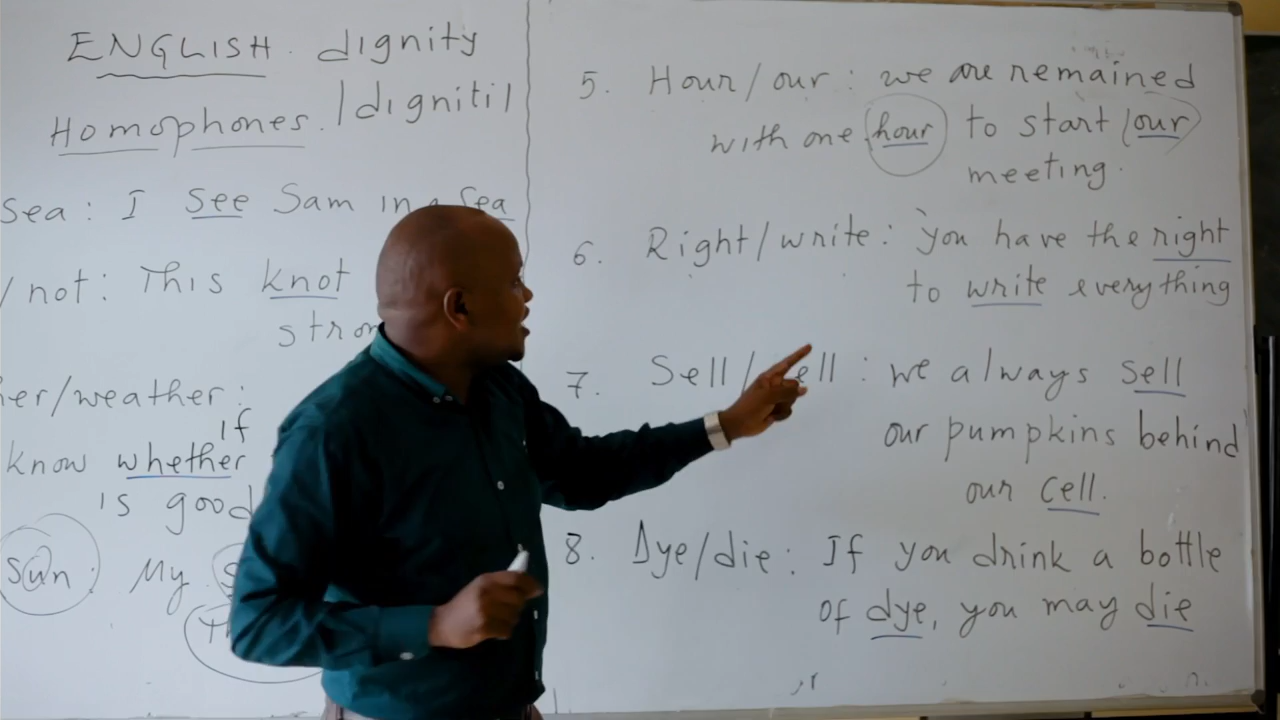 ENGLISH. dignity
Homophones. /digniti/
Sea: I see Sam in a Sea
/not: This knot
/weather:
if
know whether
is good
Sun: My
5. Hour/our: we are remained
with one hour to start our
meeting.
6. Right/write: you have the right
to write everything
7. Sell/cell: we always sell
our pumpkins behind
our cell.
8. Dye/die: If you drink a bottle
of dye, you may die